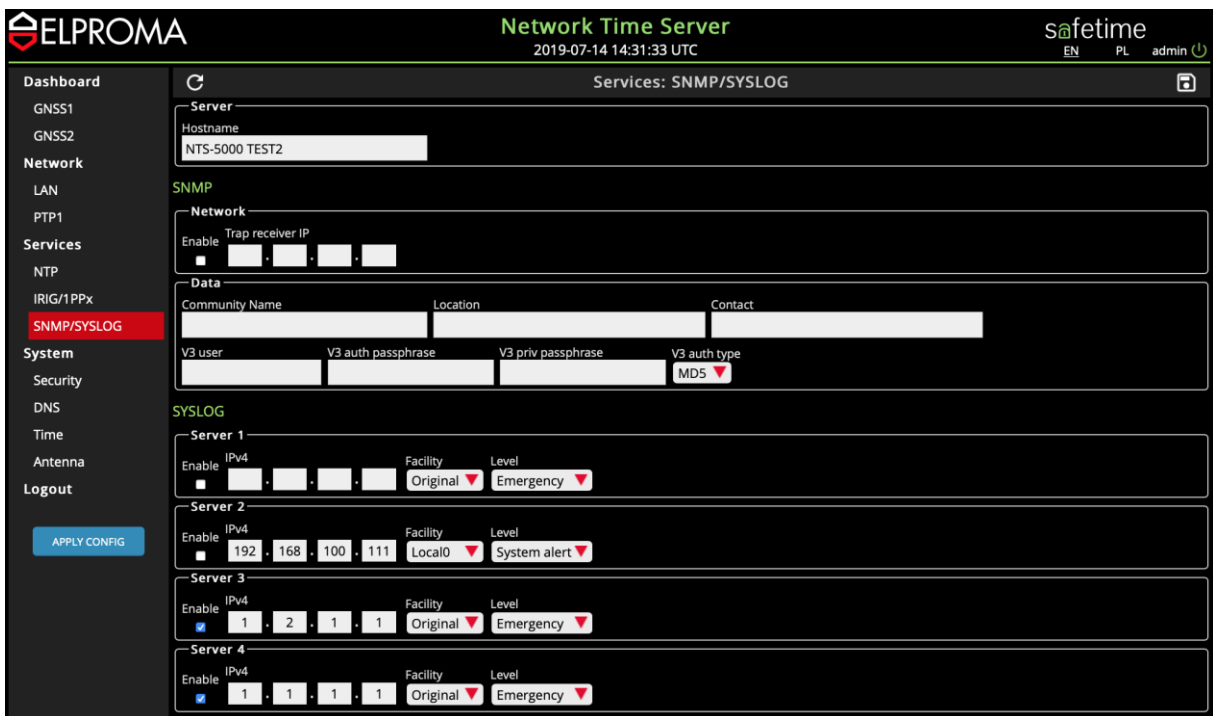 ELPROMA
Network Time Server
2019-07-14 14:31:33 UTC
safetime
EN PL admin
Dashboard
GNSS1
GNSS2
Network
LAN
PTP1
Services
NTP
IRIG/1PPx
SNMP/SYSLOG
System
Security
DNS
Time
Antenna
Logout
APPLY CONFIG
Services: SNMP/SYSLOG
Server
Hostname
NTS-5000 TEST2
SNMP
Network
Enable Trap receiver IP
. . .
Data
Community Name Location Contact
V3 user V3 auth passphrase V3 priv passphrase V3 auth type
MD5
SYSLOG
Server 1
Enable IPv4 Facility Level
. . . Original Emergency
Server 2
Enable IPv4 Facility Level
192 . 168 . 100 . 111 Local0 System alert
Server 3
Enable IPv4 Facility Level
1 . 2 . 1 . 1 Original Emergency
Server 4
Enable IPv4 Facility Level
1 . 1 . 1 . 1 Original Emergency